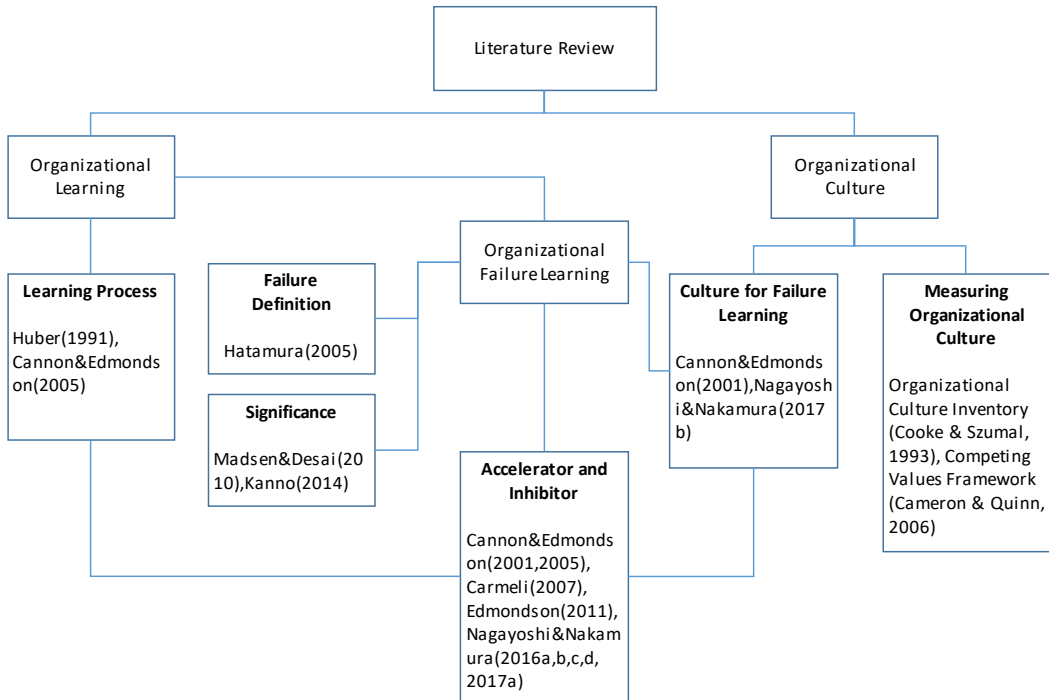 Literature Review
Organizational
Learning
Organizational
Culture
Organizational
Failure Learning
Learning Process
Huber(1991),
Cannon&Edmonds
on(2005)
Failure
Definition
Hatamura(2005)
Significance
Madsen&Desai(20
10),Kanno(2014)
Accelerator and
Inhibitor
Cannon&Edmonds
on(2001,2005),
Carmeli(2007),
Edmondson(2011),
Nagayoshi&Nakam
ura(2016a,b,c,d,
2017a)
Culture for Failure
Learning
Cannon&Edmonds
on(2001),Nagayosh
i&Nakamura(2017
b)
Measuring
Organizational
Culture
Organizational
Culture Inventory
(Cooke & Szumal,
1993), Competing
Values Framework
(Cameron & Quinn,
2006)